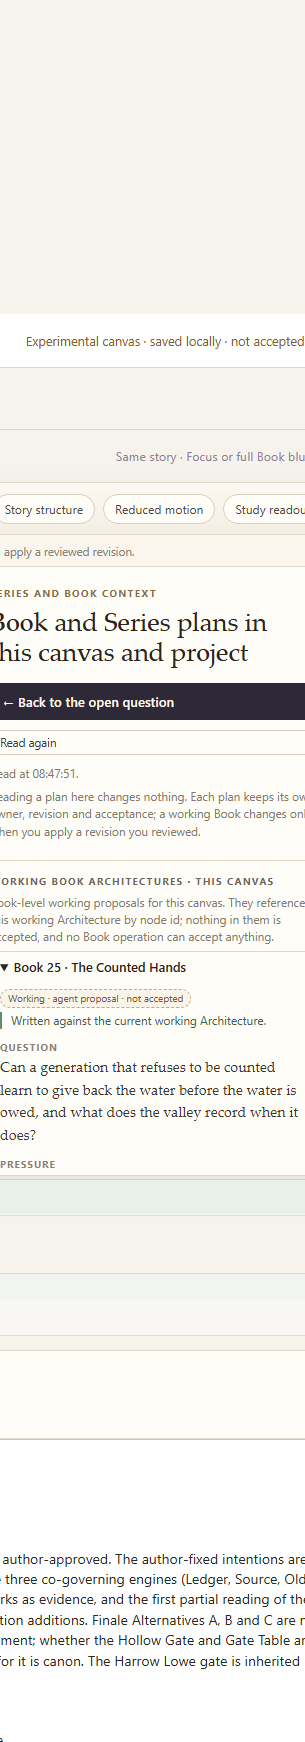 Experimental canvas · saved locally · not accepted
Same story · Focus or full Book blu
Story structure
Reduced motion
Study readou
apply a reviewed revision.
ERIES AND BOOK CONTEXT
Book and Series plans in
this canvas and project
← Back to the open question
Read again
ead at 08:47:51.
eading a plan here changes nothing. Each plan keeps its ow
wner, revision and acceptance; a working Book changes onl
hen you apply a revision you reviewed.
ORKING BOOK ARCHITECTURES · THIS CANVAS
ook-level working proposals for this canvas. They reference
is working Architecture by node id; nothing in them is
ccepted, and no Book operation can accept anything.
▼ Book 25 · The Counted Hands
Working · agent proposal · not accepted
Written against the current working Architecture.
QUESTION
Can a generation that refuses to be counted
learn to give back the water before the water is
owed, and what does the valley record when it
does?
PRESSURE
author-approved. The author-fixed intentions are
three co-governing engines (Ledger, Source, Old
rks as evidence, and the first partial reading of the
tion additions. Finale Alternatives A, B and C are n
ment; whether the Hollow Gate and Gate Table ar
for it is canon. The Harrow Lowe gate is inherited